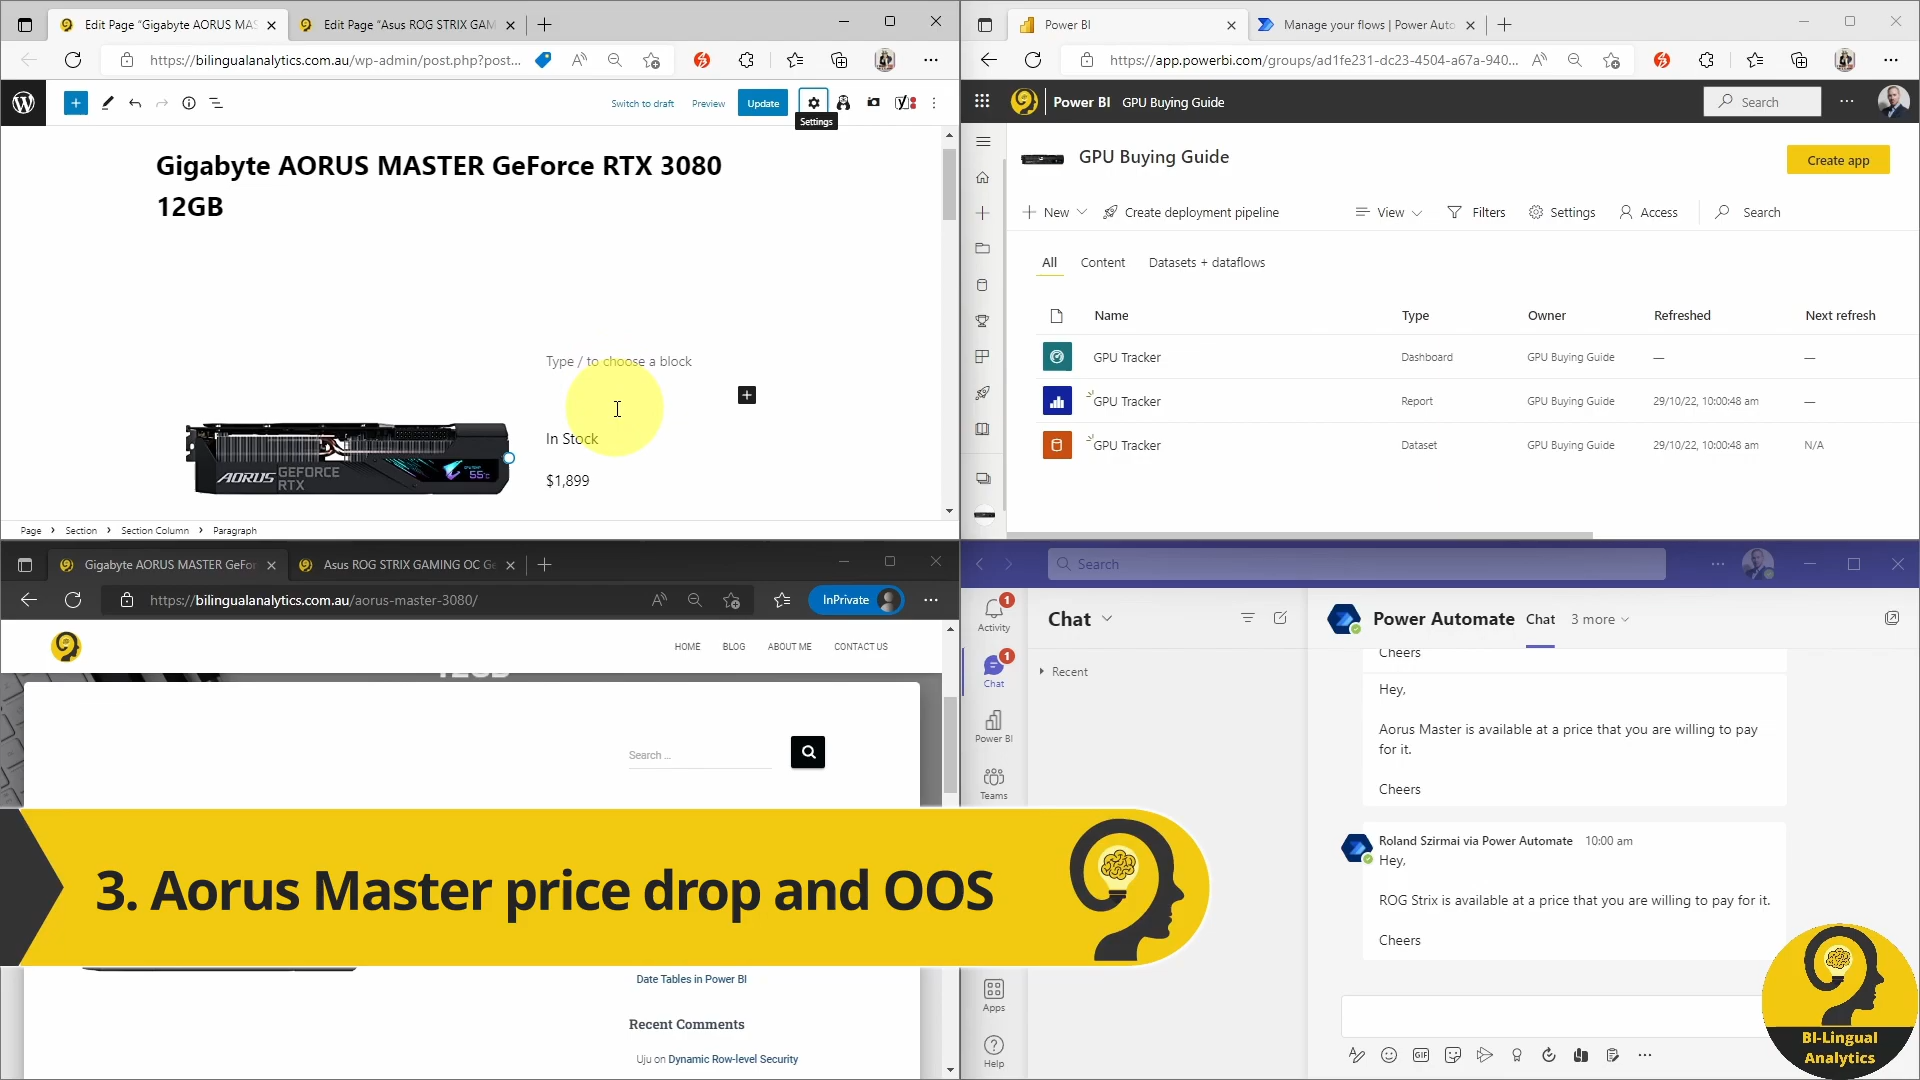 Edit Page “Gigabyte AORUS MAS
Edit Page “Asus ROG STRIX GAM
https://bilingualanalytics.com.au/wp-admin/post.php?post...
Switch to draft
Preview
Update
Settings
Gigabyte AORUS MASTER GeForce RTX 3080
12GB
Type / to choose a block
In Stock
$1,899
AORUS
GEFORCE
RTX
55°c
Page > Section > Section Column > Paragraph
Power BI
Manage your flows | Power Auto
https://app.powerbi.com/groups/ad1fe231-dc23-4504-a67a-940...
Power BI
GPU Buying Guide
Search
GPU Buying Guide
Create app
New
Create deployment pipeline
View
Filters
Settings
Access
Search
All
Content
Datasets + dataflows
Name Type Owner Refreshed Next refresh
GPU Tracker Dashboard GPU Buying Guide — —
GPU Tracker Report GPU Buying Guide 29/10/22, 10:00:48 am —
GPU Tracker Dataset GPU Buying Guide 29/10/22, 10:00:48 am N/A
Gigabyte AORUS MASTER GeFor
Asus ROG STRIX GAMING OC Ge
https://bilingualanalytics.com.au/aorus-master-3080/
InPrivate
HOME
BLOG
ABOUT ME
CONTACT US
12GB
Search ...
3. Aorus Master price drop and OOS
Date Tables in Power BI
Recent Comments
Uju on Dynamic Row-level Security
Search
Activity
1
Chat
1
Power BI
Teams
Apps
Help
Chat
Recent
Power Automate
Chat
3 more
Cheers
Hey,
Aorus Master is available at a price that you are willing to pay
for it.
Cheers
Roland Szirmai via Power Automate 10:00 am
Hey,
ROG Strix is available at a price that you are willing to pay for it.
Cheers
GIF
BI-Lingual
Analytics